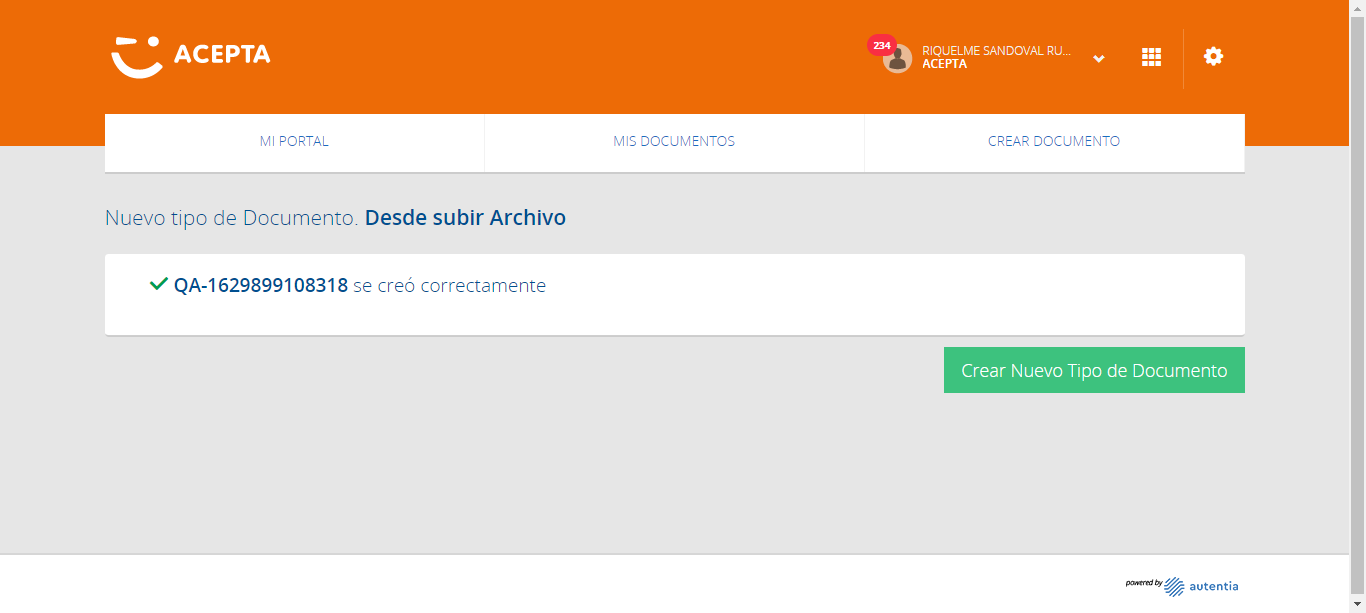 ACEPTA
234
RIQUELME SANDOVAL RU...
ACEPTA
MI PORTAL
MIS DOCUMENTOS
CREAR DOCUMENTO
Nuevo tipo de Documento. Desde subir Archivo
QA-1629899108318 se creó correctamente
Crear Nuevo Tipo de Documento
powered by autentia